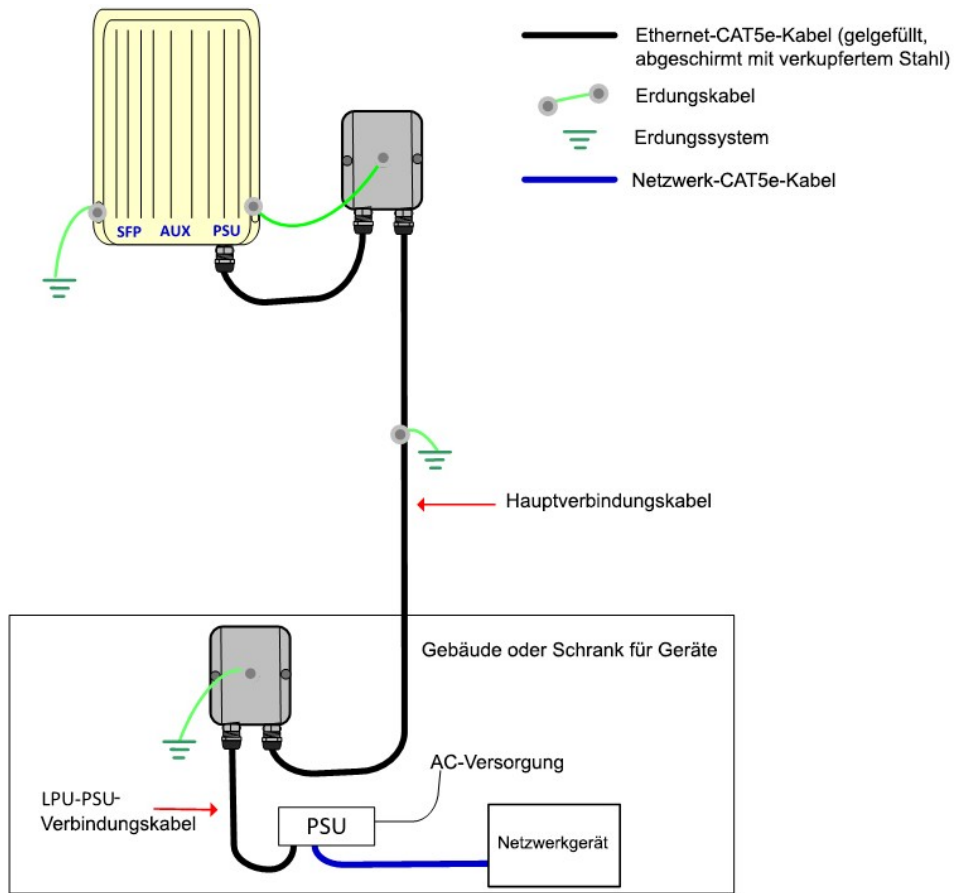 Ethernet-CAT5e-Kabel (gelgefüllt,
abgeschirmt mit verkupfertem Stahl)
Erdungskabel
Erdungssystem
Netzwerk-CAT5e-Kabel
SFP AUX PSU
Hauptverbindungskabel
Gebäude oder Schrank für Geräte
AC-Versorgung
LPU-PSU-
Verbindungskabel
PSU
Netzwerkgerät